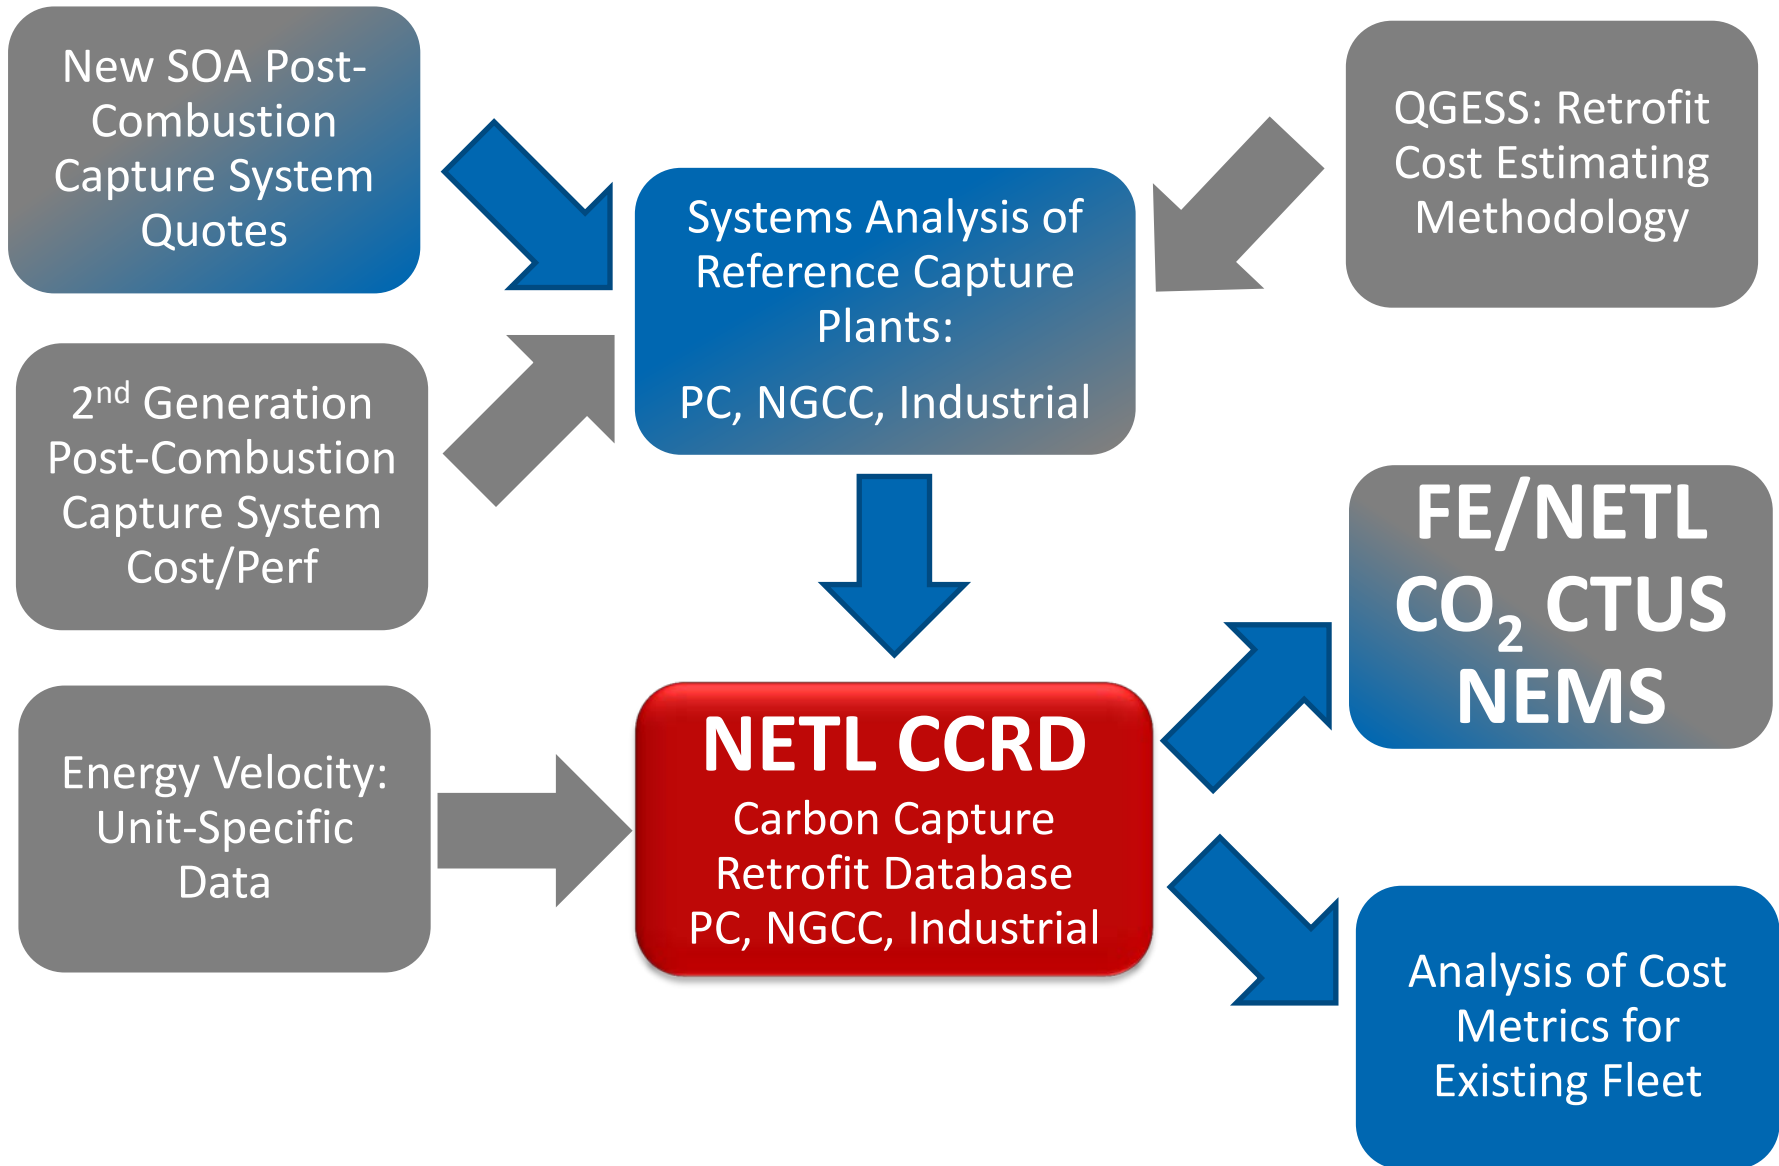 New SOA Post-
Combustion
Capture System
Quotes
QGESS: Retrofit
Cost Estimating
Methodology
Systems Analysis of
Reference Capture
Plants:
PC, NGCC, Industrial
2nd Generation
Post-Combustion
Capture System
Cost/Perf
FE/NETL
CO2 CTUS
NEMS
Energy Velocity:
Unit-Specific
Data
NETL CCRD
Carbon Capture
Retrofit Database
PC, NGCC, Industrial
Analysis of Cost
Metrics for
Existing Fleet